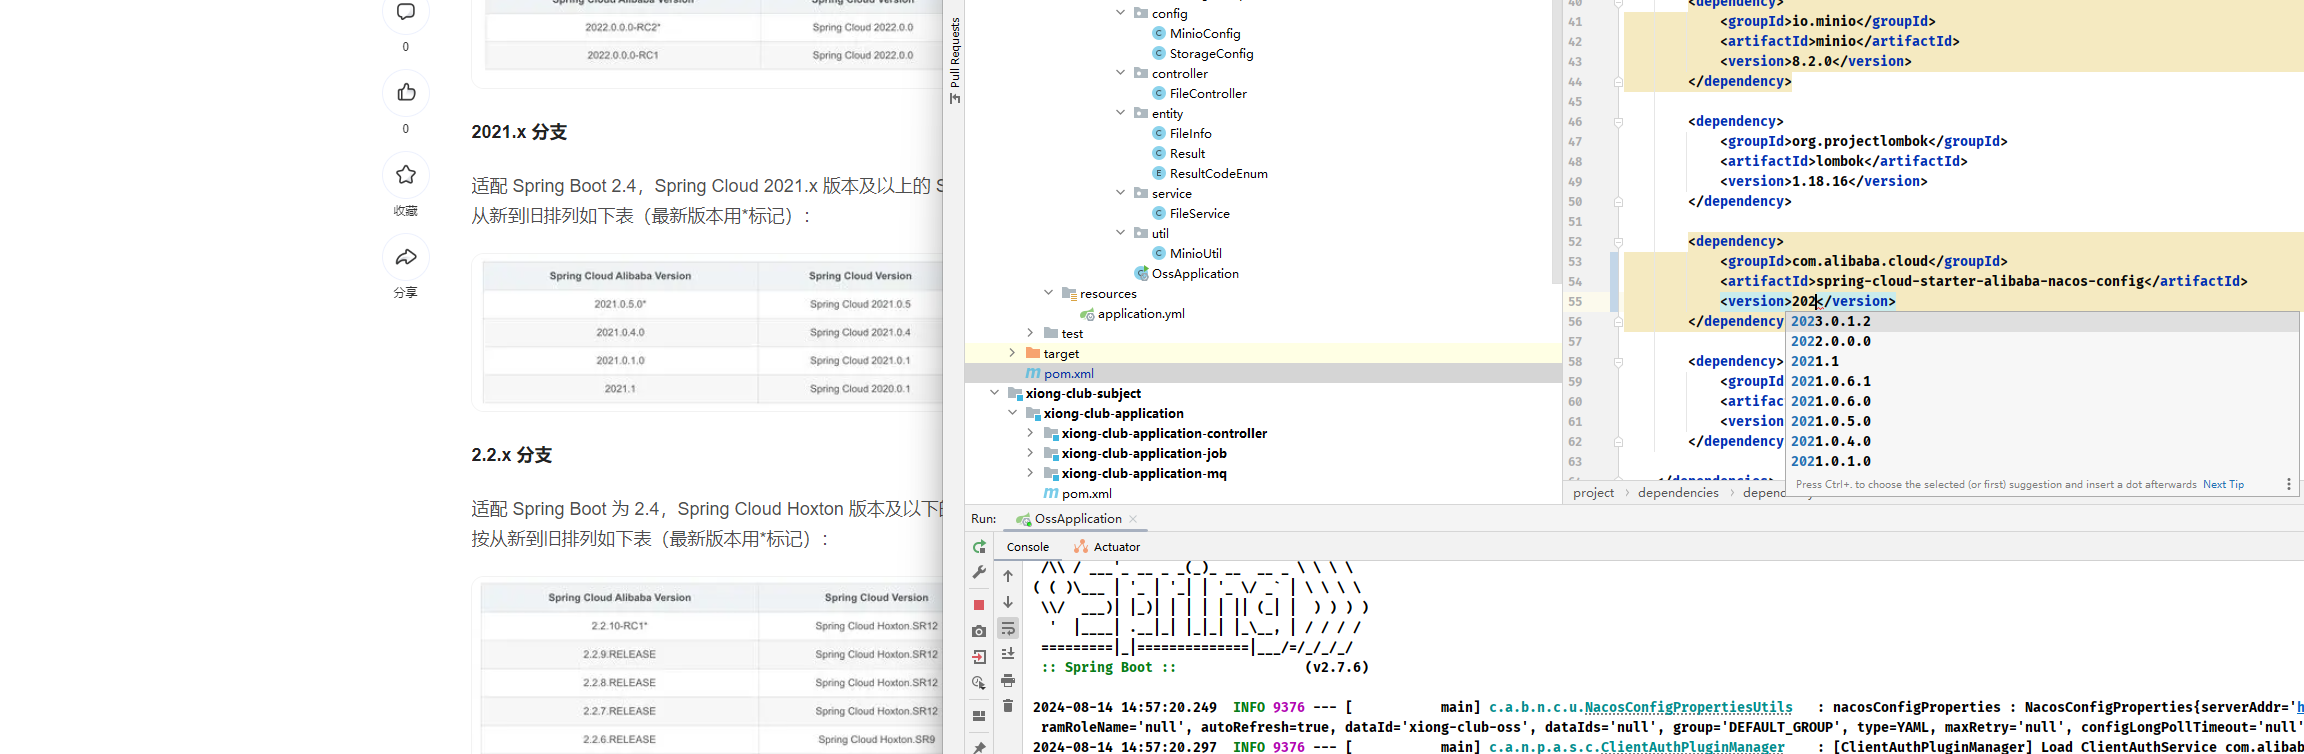 0
0
收藏
分享
Spring Cloud Alibaba Version Spring Cloud Version
2022.0.0.0-RC2* Spring Cloud 2022.0.0
2022.0.0.0-RC1 Spring Cloud 2022.0.0
2021.x 分支
适配 Spring Boot 2.4，Spring Cloud 2021.x 版本及以上的 S
从新到旧排列如下表（最新版本用*标记）：
Spring Cloud Alibaba Version Spring Cloud Version
2021.0.5.0* Spring Cloud 2021.0.5
2021.0.4.0 Spring Cloud 2021.0.4
2021.0.1.0 Spring Cloud 2021.0.1
2021.1 Spring Cloud 2020.0.1
2.2.x 分支
适配 Spring Boot 为 2.4，Spring Cloud Hoxton 版本及以下的
按从新到旧排列如下表（最新版本用*标记）：
Spring Cloud Alibaba Version Spring Cloud Version
2.2.10-RC1* Spring Cloud Hoxton.SR12
2.2.9.RELEASE Spring Cloud Hoxton.SR12
2.2.8.RELEASE Spring Cloud Hoxton.SR12
2.2.7.RELEASE Spring Cloud Hoxton.SR12
2.2.6.RELEASE Spring Cloud Hoxton.SR9
Pull Requests
config
MinioConfig
StorageConfig
controller
FileController
entity
FileInfo
Result
ResultCodeEnum
service
FileService
util
MinioUtil
OssApplication
resources
application.yml
test
target
pom.xml
xiong-club-subject
xiong-club-application
xiong-club-application-controller
xiong-club-application-job
xiong-club-application-mq
pom.xml
40 <dependency>
41 <groupId>io.minio</groupId>
42 <artifactId>minio</artifactId>
43 <version>8.2.0</version>
44 </dependency>
45
46 <dependency>
47 <groupId>org.projectlombok</groupId>
48 <artifactId>lombok</artifactId>
49 <version>1.18.16</version>
50 </dependency>
51
52 <dependency>
53 <groupId>com.alibaba.cloud</groupId>
54 <artifactId>spring-cloud-starter-alibaba-nacos-config</artifactId>
55 <version>202</version>
56 </dependency
57
58 <dependency>
59 <groupId
60 <artifac
61 <version
62 </dependency
63
</dependencies>
2023.0.1.2
2022.0.0.0
2021.1
2021.0.6.1
2021.0.6.0
2021.0.5.0
2021.0.4.0
2021.0.1.0
Press Ctrl+. to choose the selected (or first) suggestion and insert a dot afterwards Next Tip
project › dependencies › depend
Run: OssApplication
Console Actuator
/\\ / ___'_ __ _ _(_)_ __  __ _ \ \ \ \
( ( )\___ | '_ | '_| | '_ \/ _` | \ \ \ \
\\/  ___)| |_)| | | | | || (_| |  ) ) ) )
'  |____| .__|_| |_|_| |_\__, | / / / /
=========|_|==============|___/=/_/_/_/
:: Spring Boot :: (v2.7.6)
2024-08-14 14:57:20.249 INFO 9376 --- [ main] c.a.b.n.c.u.NacosConfigPropertiesUtils : nacosConfigProperties : NacosConfigProperties{serverAddr='h
ramRoleName='null', autoRefresh=true, dataId='xiong-club-oss', dataIds='null', group='DEFAULT_GROUP', type=YAML, maxRetry='null', configLongPollTimeout='null'
2024-08-14 14:57:20.297 INFO 9376 --- [ main] c.a.n.p.a.s.c.ClientAuthPluginManager : [ClientAuthPluginManager] Load ClientAuthService com.alibab